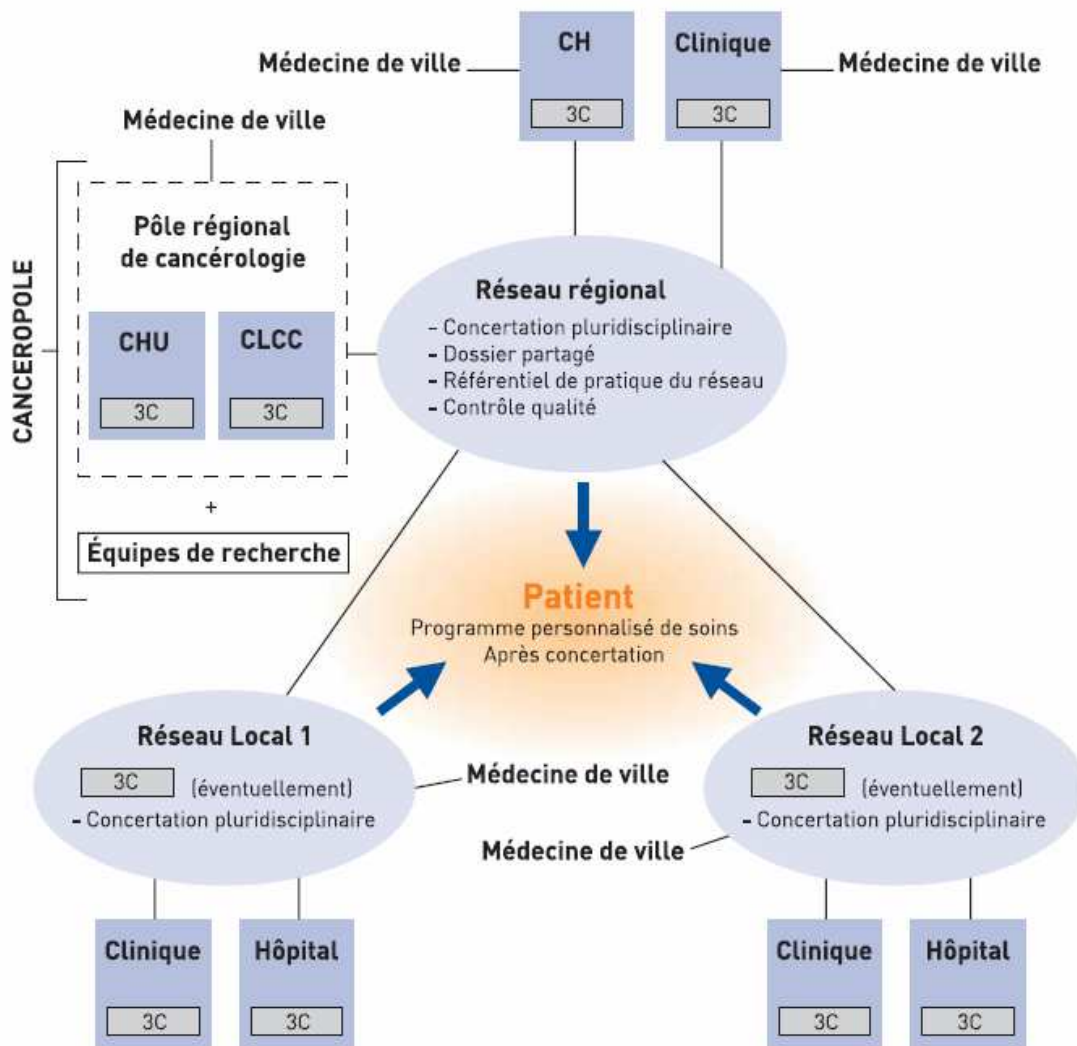 CH
Clinique
Médecine de ville
Médecine de ville
3C
3C
Médecine de ville
CANCEROPOLE
Pôle régional
de cancérologie
CHU
CLCC
3C
3C
+
Équipes de recherche
Réseau régional
- Concertation pluridisciplinaire
- Dossier partagé
- Référentiel de pratique du réseau
- Contrôle qualité
Patient
Programme personnalisé de soins
Après concertation
Réseau Local 1
3C (éventuellement)
- Concertation pluridisciplinaire
Médecine de ville
Réseau Local 2
3C (éventuellement)
- Concertation pluridisciplinaire
Médecine de ville
Clinique
Hôpital
3C
3C
Clinique
Hôpital
3C
3C